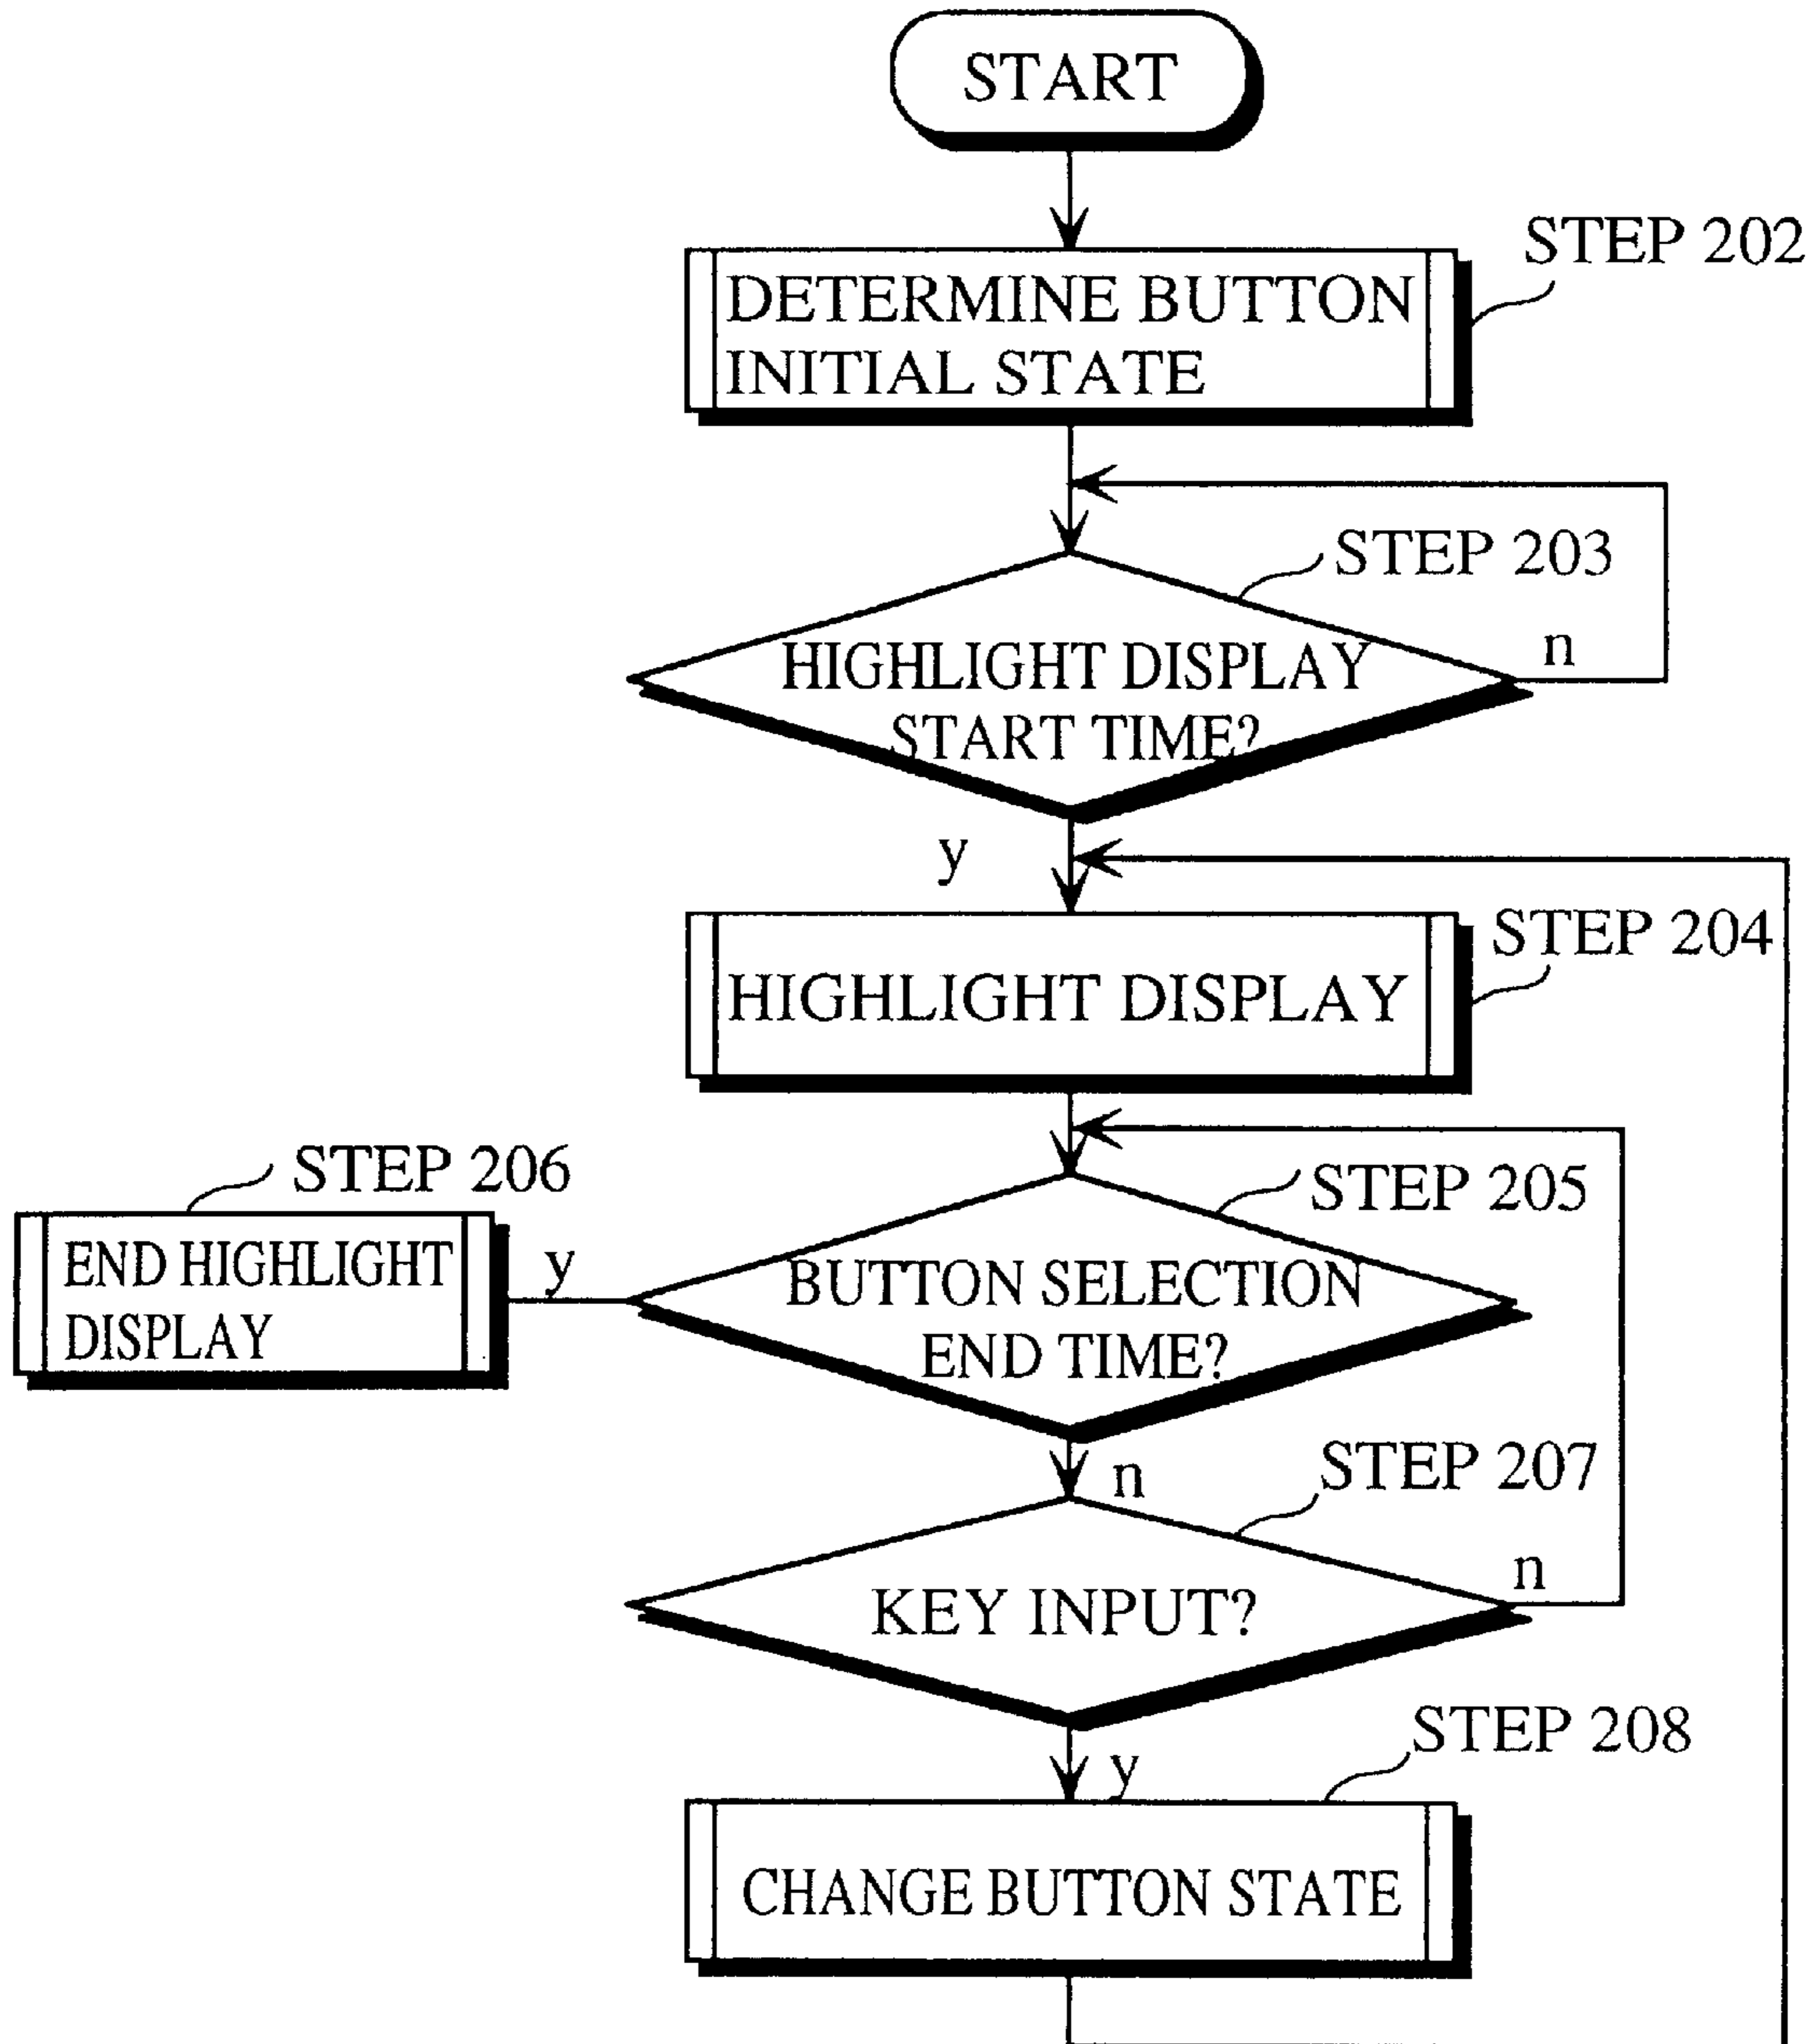 START
STEP 202
DETERMINE BUTTON
INITIAL STATE
STEP 203
HIGHLIGHT DISPLAY
START TIME?
n
y
STEP 204
HIGHLIGHT DISPLAY
STEP 206
END HIGHLIGHT
DISPLAY
y
STEP 205
BUTTON SELECTION
END TIME?
n
STEP 207
KEY INPUT?
n
y
STEP 208
CHANGE BUTTON STATE